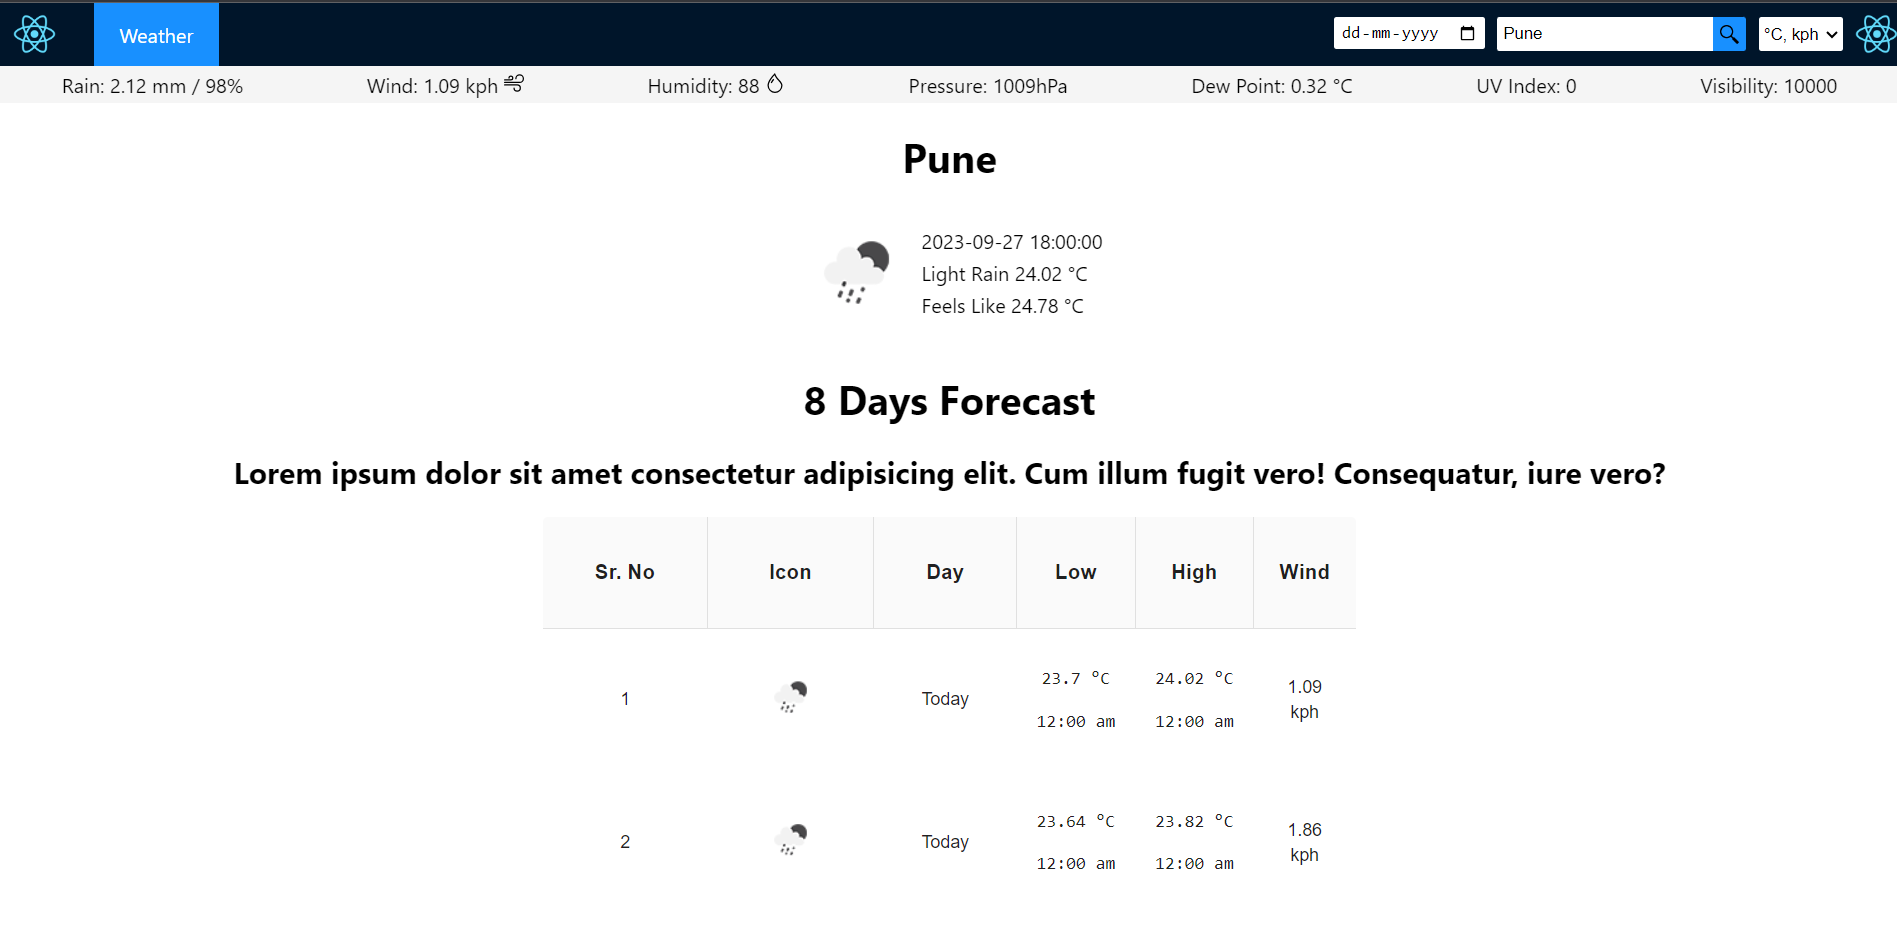 Weather
dd-mm-yyyy
Pune
°C, kph
Rain: 2.12 mm / 98%
Wind: 1.09 kph
Humidity: 88
Pressure: 1009hPa
Dew Point: 0.32 °C
UV Index: 0
Visibility: 10000
Pune
2023-09-27 18:00:00
Light Rain 24.02 °C
Feels Like 24.78 °C
8 Days Forecast
Lorem ipsum dolor sit amet consectetur adipisicing elit. Cum illum fugit vero! Consequatur, iure vero?
Sr. No
Icon
Day
Low
High
Wind
1
Today
23.7 °C
12:00 am
24.02 °C
12:00 am
1.09
kph
2
Today
23.64 °C
12:00 am
23.82 °C
12:00 am
1.86
kph